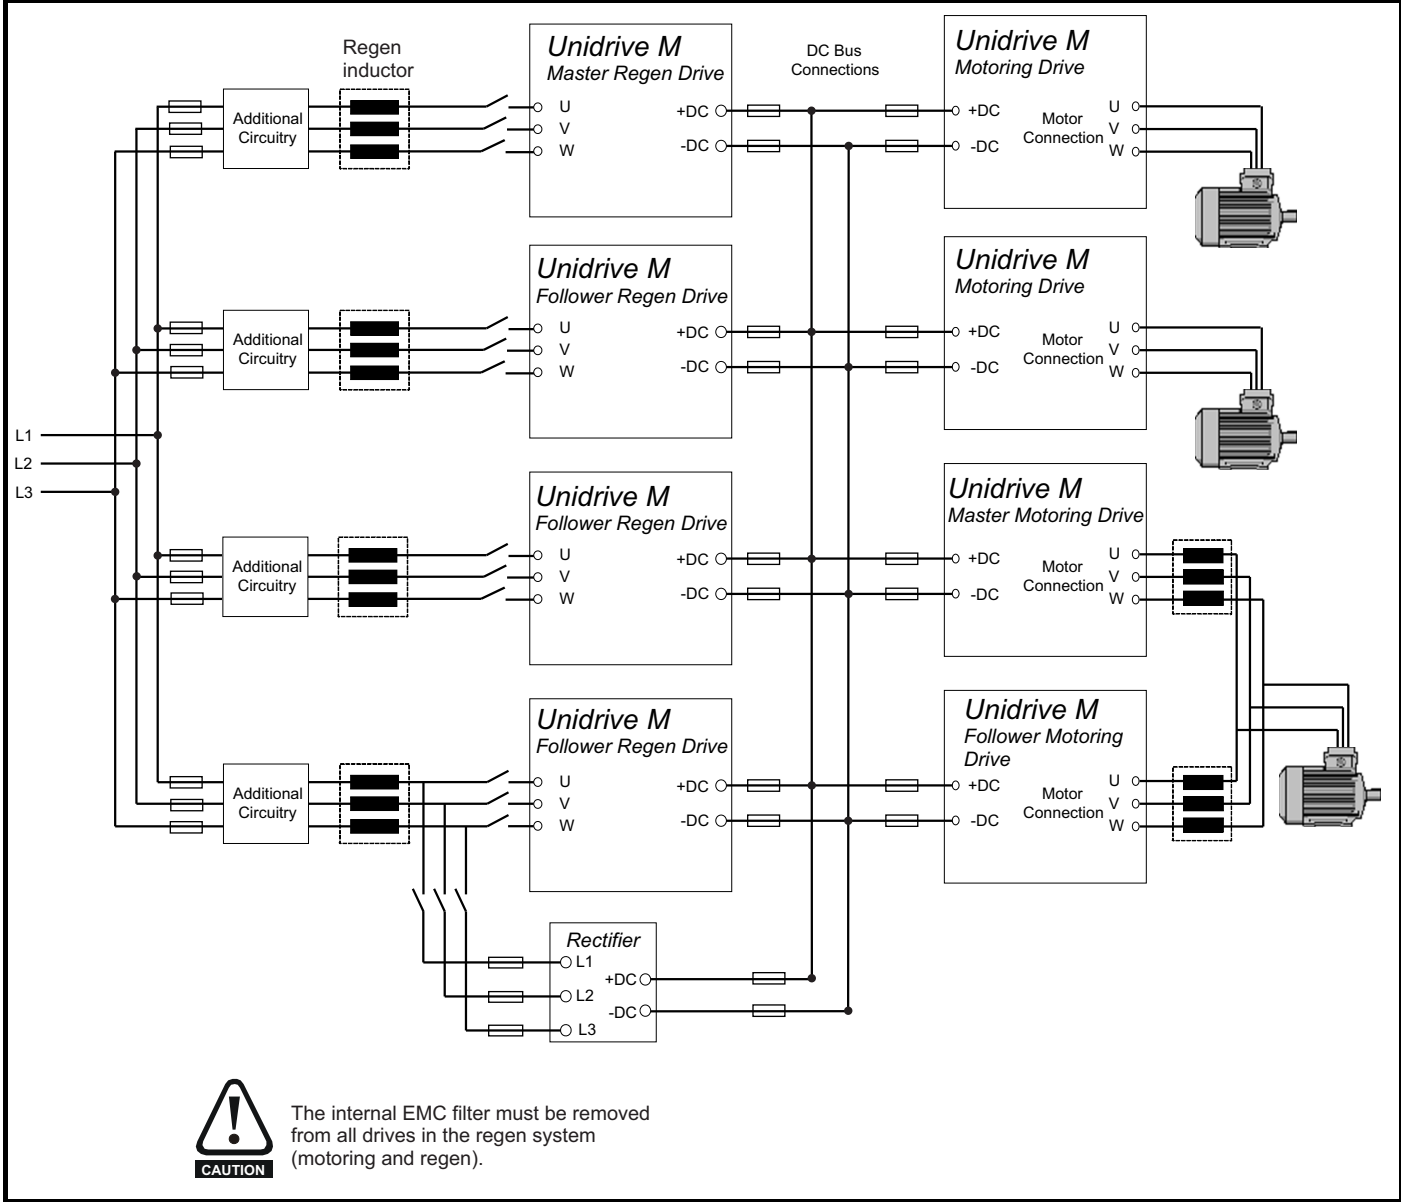 Regen
inductor
Unidrive M
Master Regen Drive
DC Bus
Connections
Unidrive M
Motoring Drive
Additional
Circuitry
U
V
W
+DC
-DC
+DC
-DC
Motor
Connection
U
V
W
Unidrive M
Follower Regen Drive
Unidrive M
Motoring Drive
Additional
Circuitry
U
V
W
+DC
-DC
+DC
-DC
Motor
Connection
U
V
W
L1
L2
L3
Unidrive M
Follower Regen Drive
Unidrive M
Master Motoring Drive
Additional
Circuitry
U
V
W
+DC
-DC
+DC
-DC
Motor
Connection
U
V
W
Unidrive M
Follower Regen Drive
Unidrive M
Follower Motoring
Drive
Additional
Circuitry
U
V
W
+DC
-DC
+DC
-DC
Motor
Connection
U
V
W
Rectifier
L1
L2
L3
+DC
-DC
CAUTION
The internal EMC filter must be removed
from all drives in the regen system
(motoring and regen).